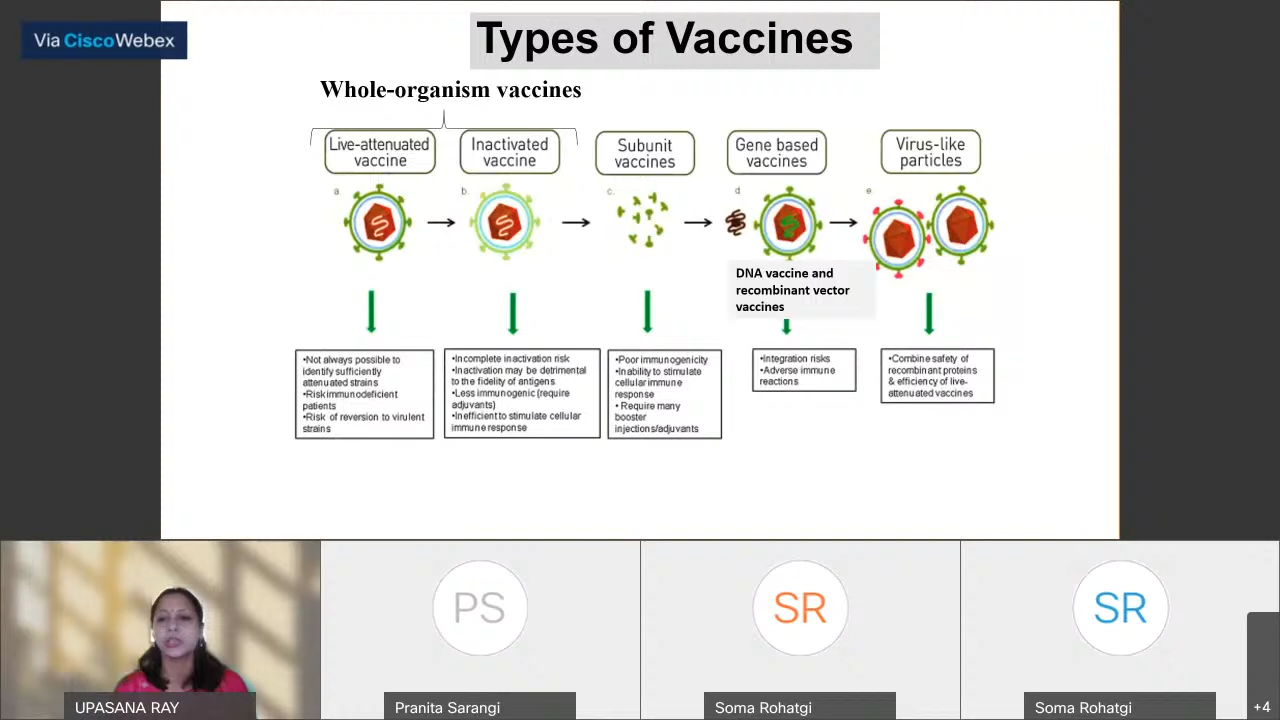 Via CiscoWebex
Types of Vaccines
Whole-organism vaccines
Live-attenuated
vaccine
Inactivated
vaccine
Subunit
vaccines
Gene based
vaccines
Virus-like
particles
a.
b.
c.
d
e.
DNA vaccine and
recombinant vector
vaccines
•Not always possible to
identify sufficiently
attenuated strains
•Risk immunodeficient
patients
•Risk of reversion to virulent
strains
•Incomplete inactivation risk
•Inactivation may be detrimental
to the fidelity of antigens
•Less immunogenic (require
adjuvants)
•Inefficient to stimulate cellular
immune response
•Poor immunogenicity
•Inability to stimulate
cellular immune
response
• Require many
booster
injections/adjuvants
•Integration risks
•Adverse immune
reactions
•Combine safety of
recombinant proteins
& efficiency of live-
attenuated vaccines
UPASANA RAY
PS
Pranita Sarangi
SR
Soma Rohatgi
SR
Soma Rohatgi
+4